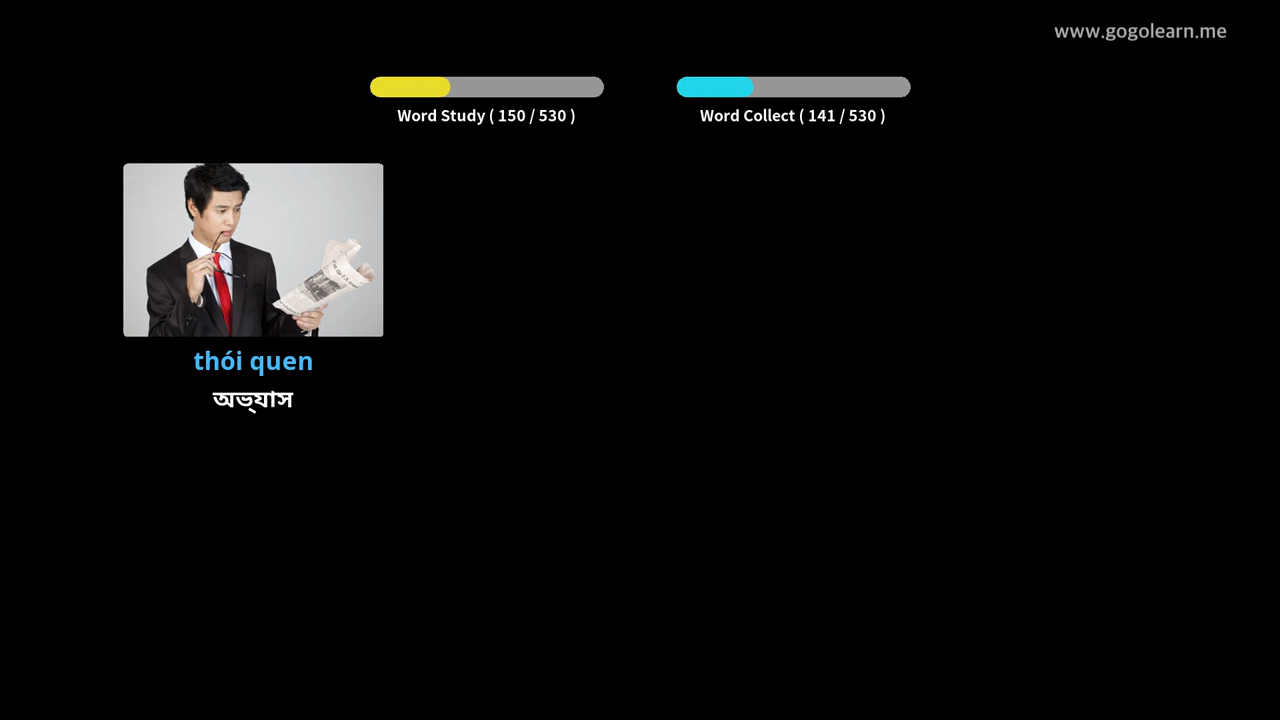 www.gogolearn.me
Word Study ( 150 / 530 )
Word Collect ( 141 / 530 )
thói quen
অভ্যাস